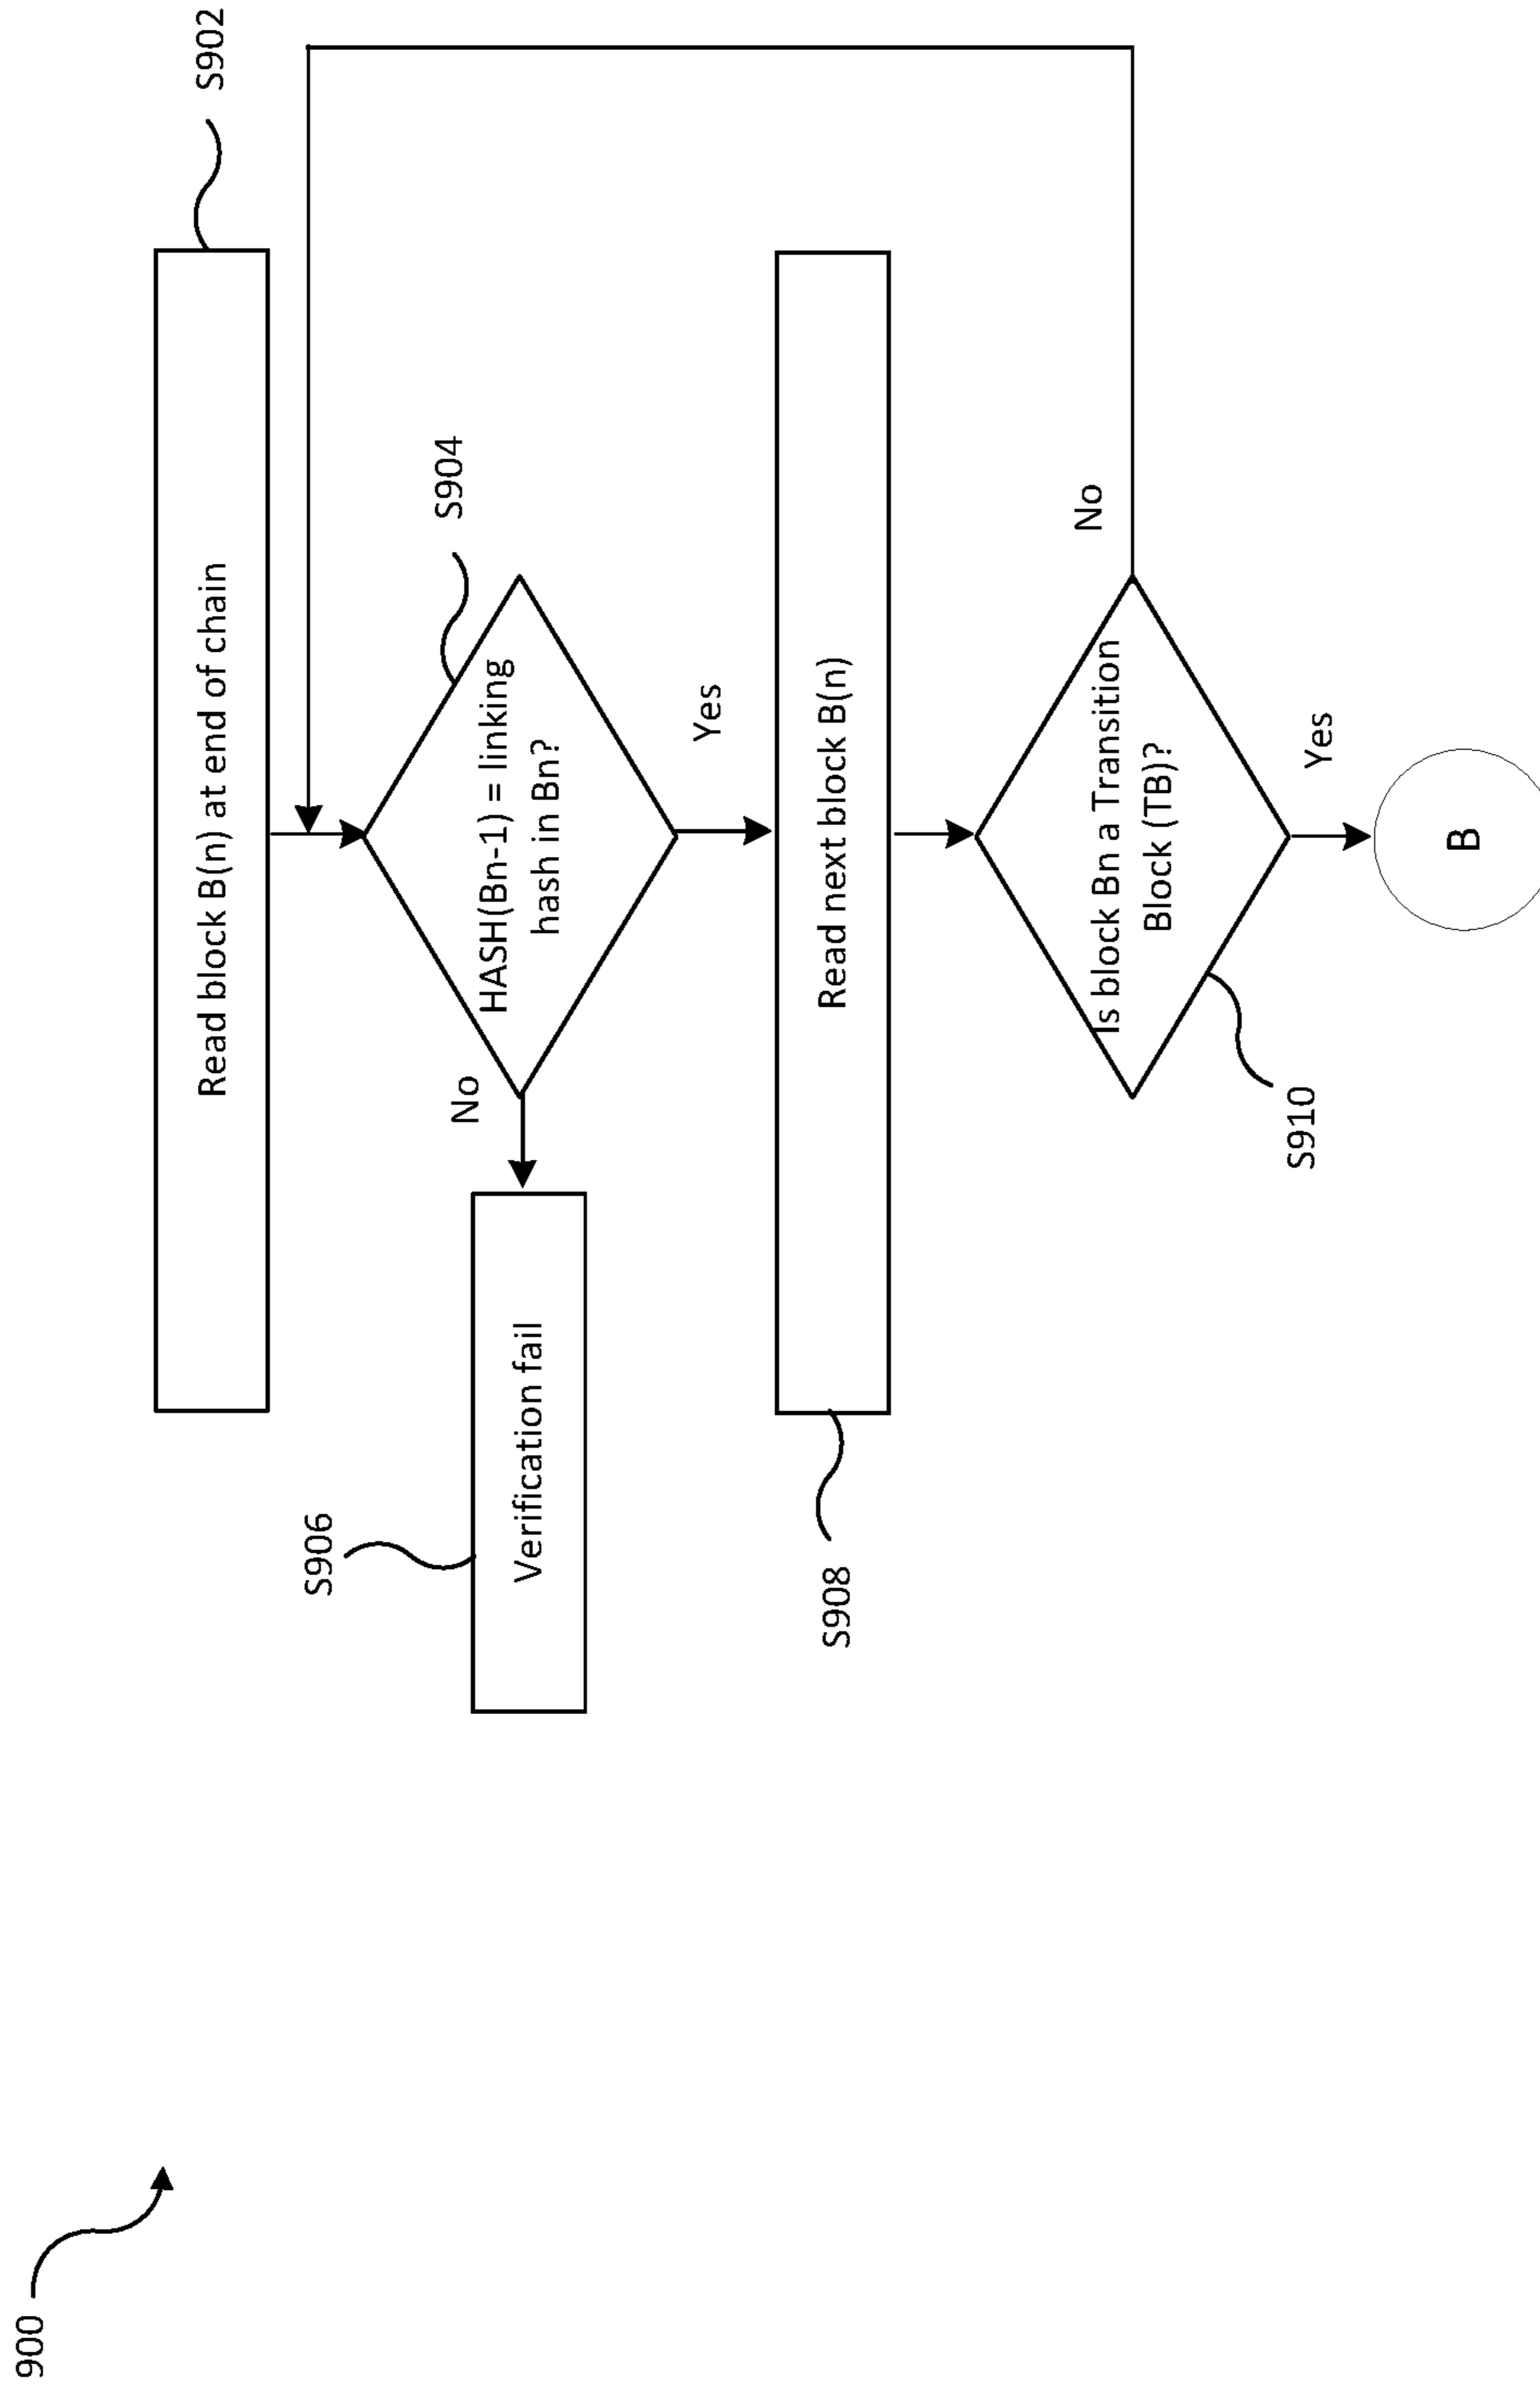 900
S902
Read block B(n) at end of chain
S904
HASH(Bn-1) = linking
hash in Bn?
No
S906
Verification fail
Yes
S908
Read next block B(n)
Is block Bn a Transition
Block (TB)?
No
S910
Yes
B